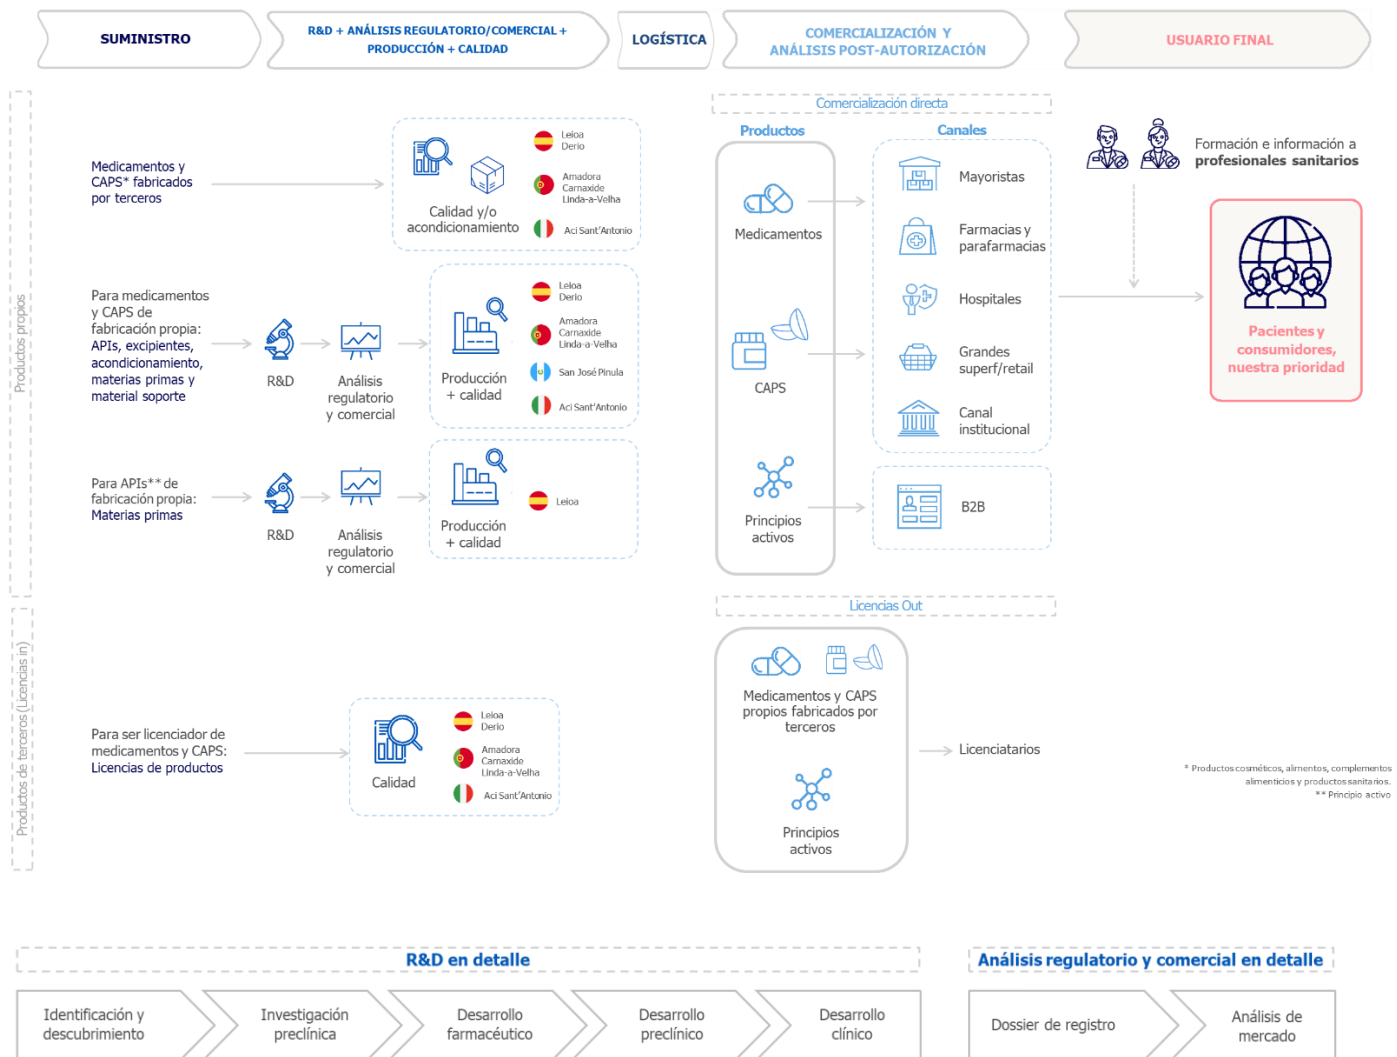 SUMINISTRO
R&D + ANÁLISIS REGULATORIO/COMERCIAL +
PRODUCCIÓN + CALIDAD
LOGÍSTICA
COMERCIALIZACIÓN Y
ANÁLISIS POST-AUTORIZACIÓN
USUARIO FINAL
Productos propios
Medicamentos y
CAPS* fabricados
por terceros
Calidad y/o
acondicionamiento
Leioa
Derio
Amadora
Carnaxide
Linda-a-Velha
Aci Sant'Antonio
Para medicamentos
y CAPS de
fabricación propia:
APIs, excipientes,
acondicionamiento,
materias primas y
material soporte
R&D
Análisis
regulatorio
y comercial
Producción
+ calidad
Leioa
Derio
Amadora
Carnaxide
Linda-a-Velha
San José Pinula
Aci Sant'Antonio
Para APIs** de
fabricación propia:
Materias primas
R&D
Análisis
regulatorio
y comercial
Producción
+ calidad
Leioa
Comercialización directa
Productos
Canales
Medicamentos
CAPS
Principios
activos
Mayoristas
Farmacias y
parafarmacias
Hospitales
Grandes
superf/retail
Canal
institucional
B2B
Formación e información a
profesionales sanitarios
Pacientes y
consumidores,
nuestra prioridad
Productos de terceros (Licencias in)
Para ser licenciador de
medicamentos y CAPS:
Licencias de productos
Calidad
Leioa
Derio
Amadora
Carnaxide
Linda-a-Velha
Aci Sant'Antonio
Licencias Out
Medicamentos y CAPS
propios fabricados por
terceros
Principios
activos
Licenciatarios
* Productos cosméticos, alimentos, complementos
alimenticios y productos sanitarios.
** Principio activo
R&D en detalle
Identificación y
descubrimiento
Investigación
preclínica
Desarrollo
farmacéutico
Desarrollo
preclínico
Desarrollo
clínico
Análisis regulatorio y comercial en detalle
Dossier de registro
Análisis de
mercado